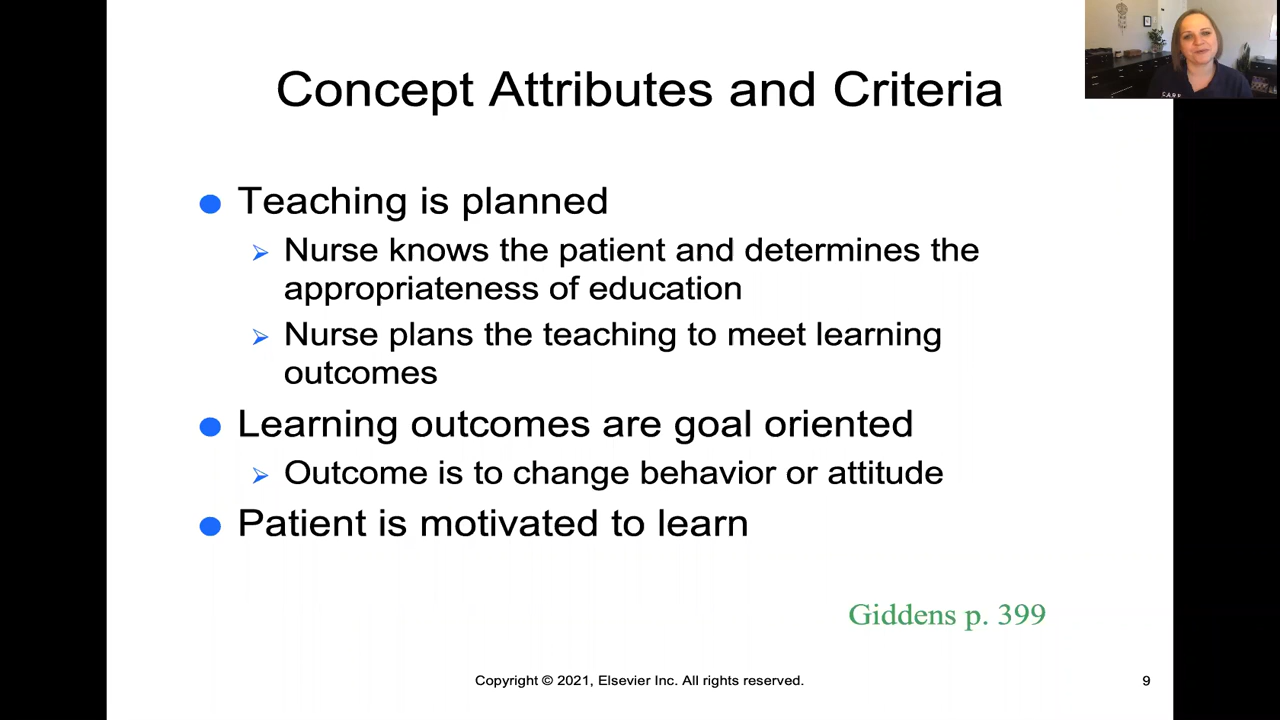 Concept Attributes and Criteria
Teaching is planned
Nurse knows the patient and determines the
appropriateness of education
Nurse plans the teaching to meet learning
outcomes
Learning outcomes are goal oriented
Outcome is to change behavior or attitude
Patient is motivated to learn
Giddens p. 399
Copyright © 2021, Elsevier Inc. All rights reserved.
9